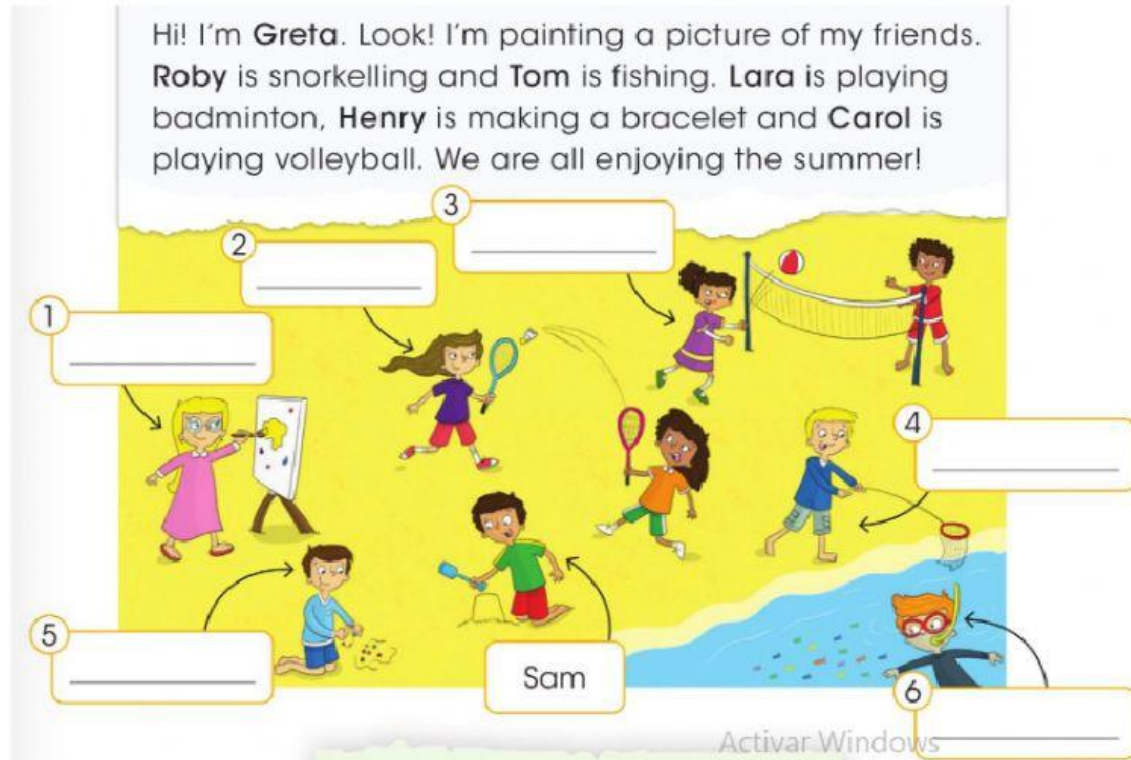 Hi! I'm Greta. Look! I'm painting a picture of my friends.
Roby is snorkelling and Tom is fishing. Lara is playing
badminton, Henry is making a bracelet and Carol is
playing volleyball. We are all enjoying the summer!
3
2
1
4
5
Sam
6
Activar Windows